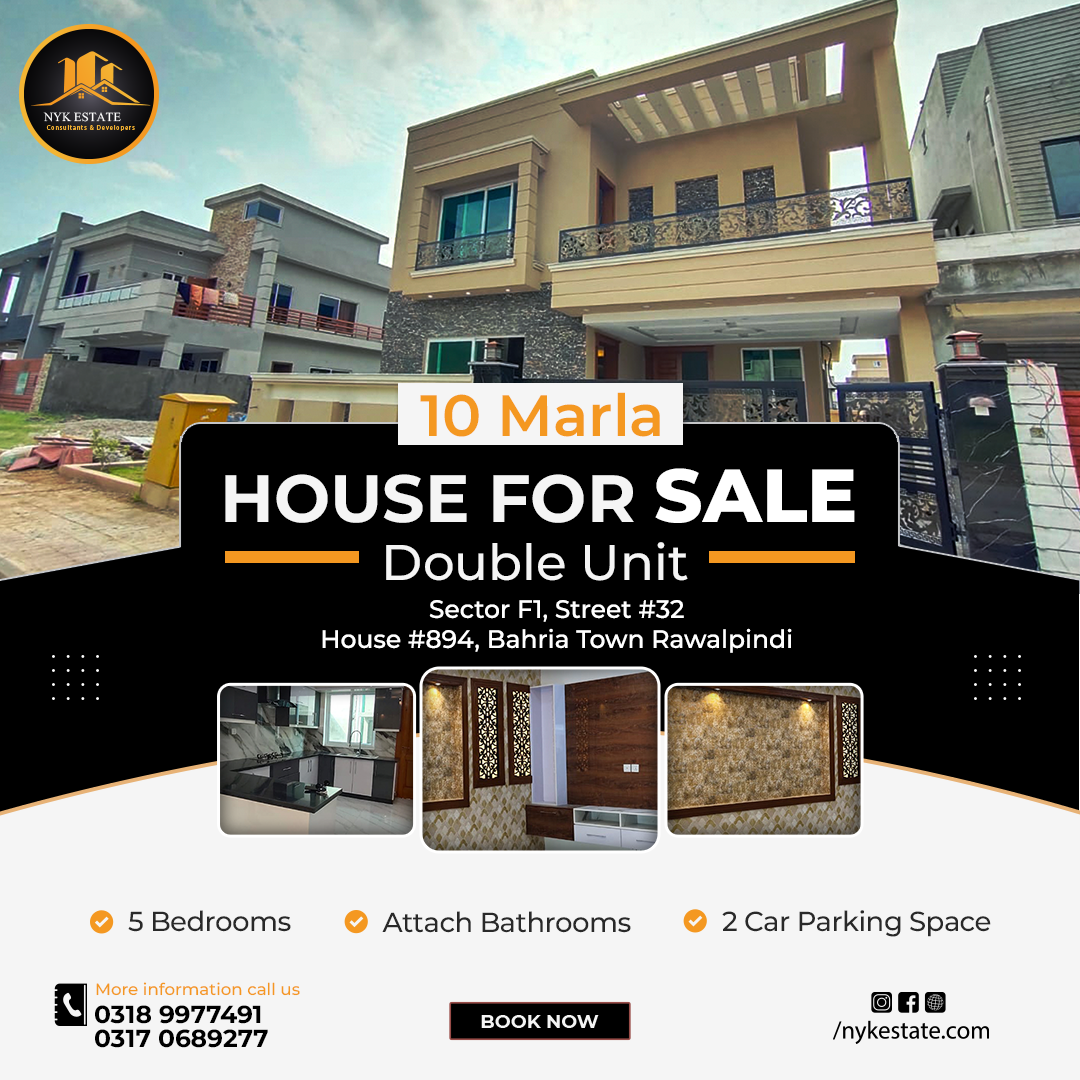 NYK ESTATE
Consultants & Developers
10 Marla
HOUSE FOR SALE
Double Unit
Sector F1, Street #32
House #894, Bahria Town Rawalpindi
5 Bedrooms
Attach Bathrooms
2 Car Parking Space
More information call us
0318 9977491
0317 0689277
BOOK NOW
/nykestate.com